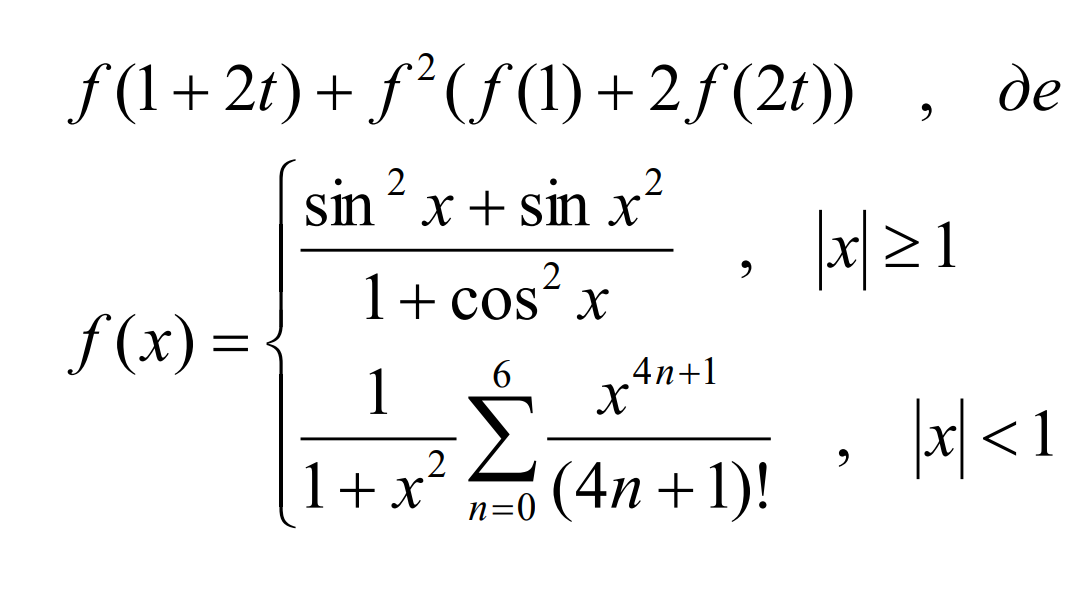 f(1+2t)+f²(f(1)+2f(2t)) , де
f(x)={ (sin² x+sin x²)/(1+cos² x) , |x|≥1
1/(1+x²) ∑_{n=0}^{6} x^{4n+1}/(4n+1)! , |x|<1